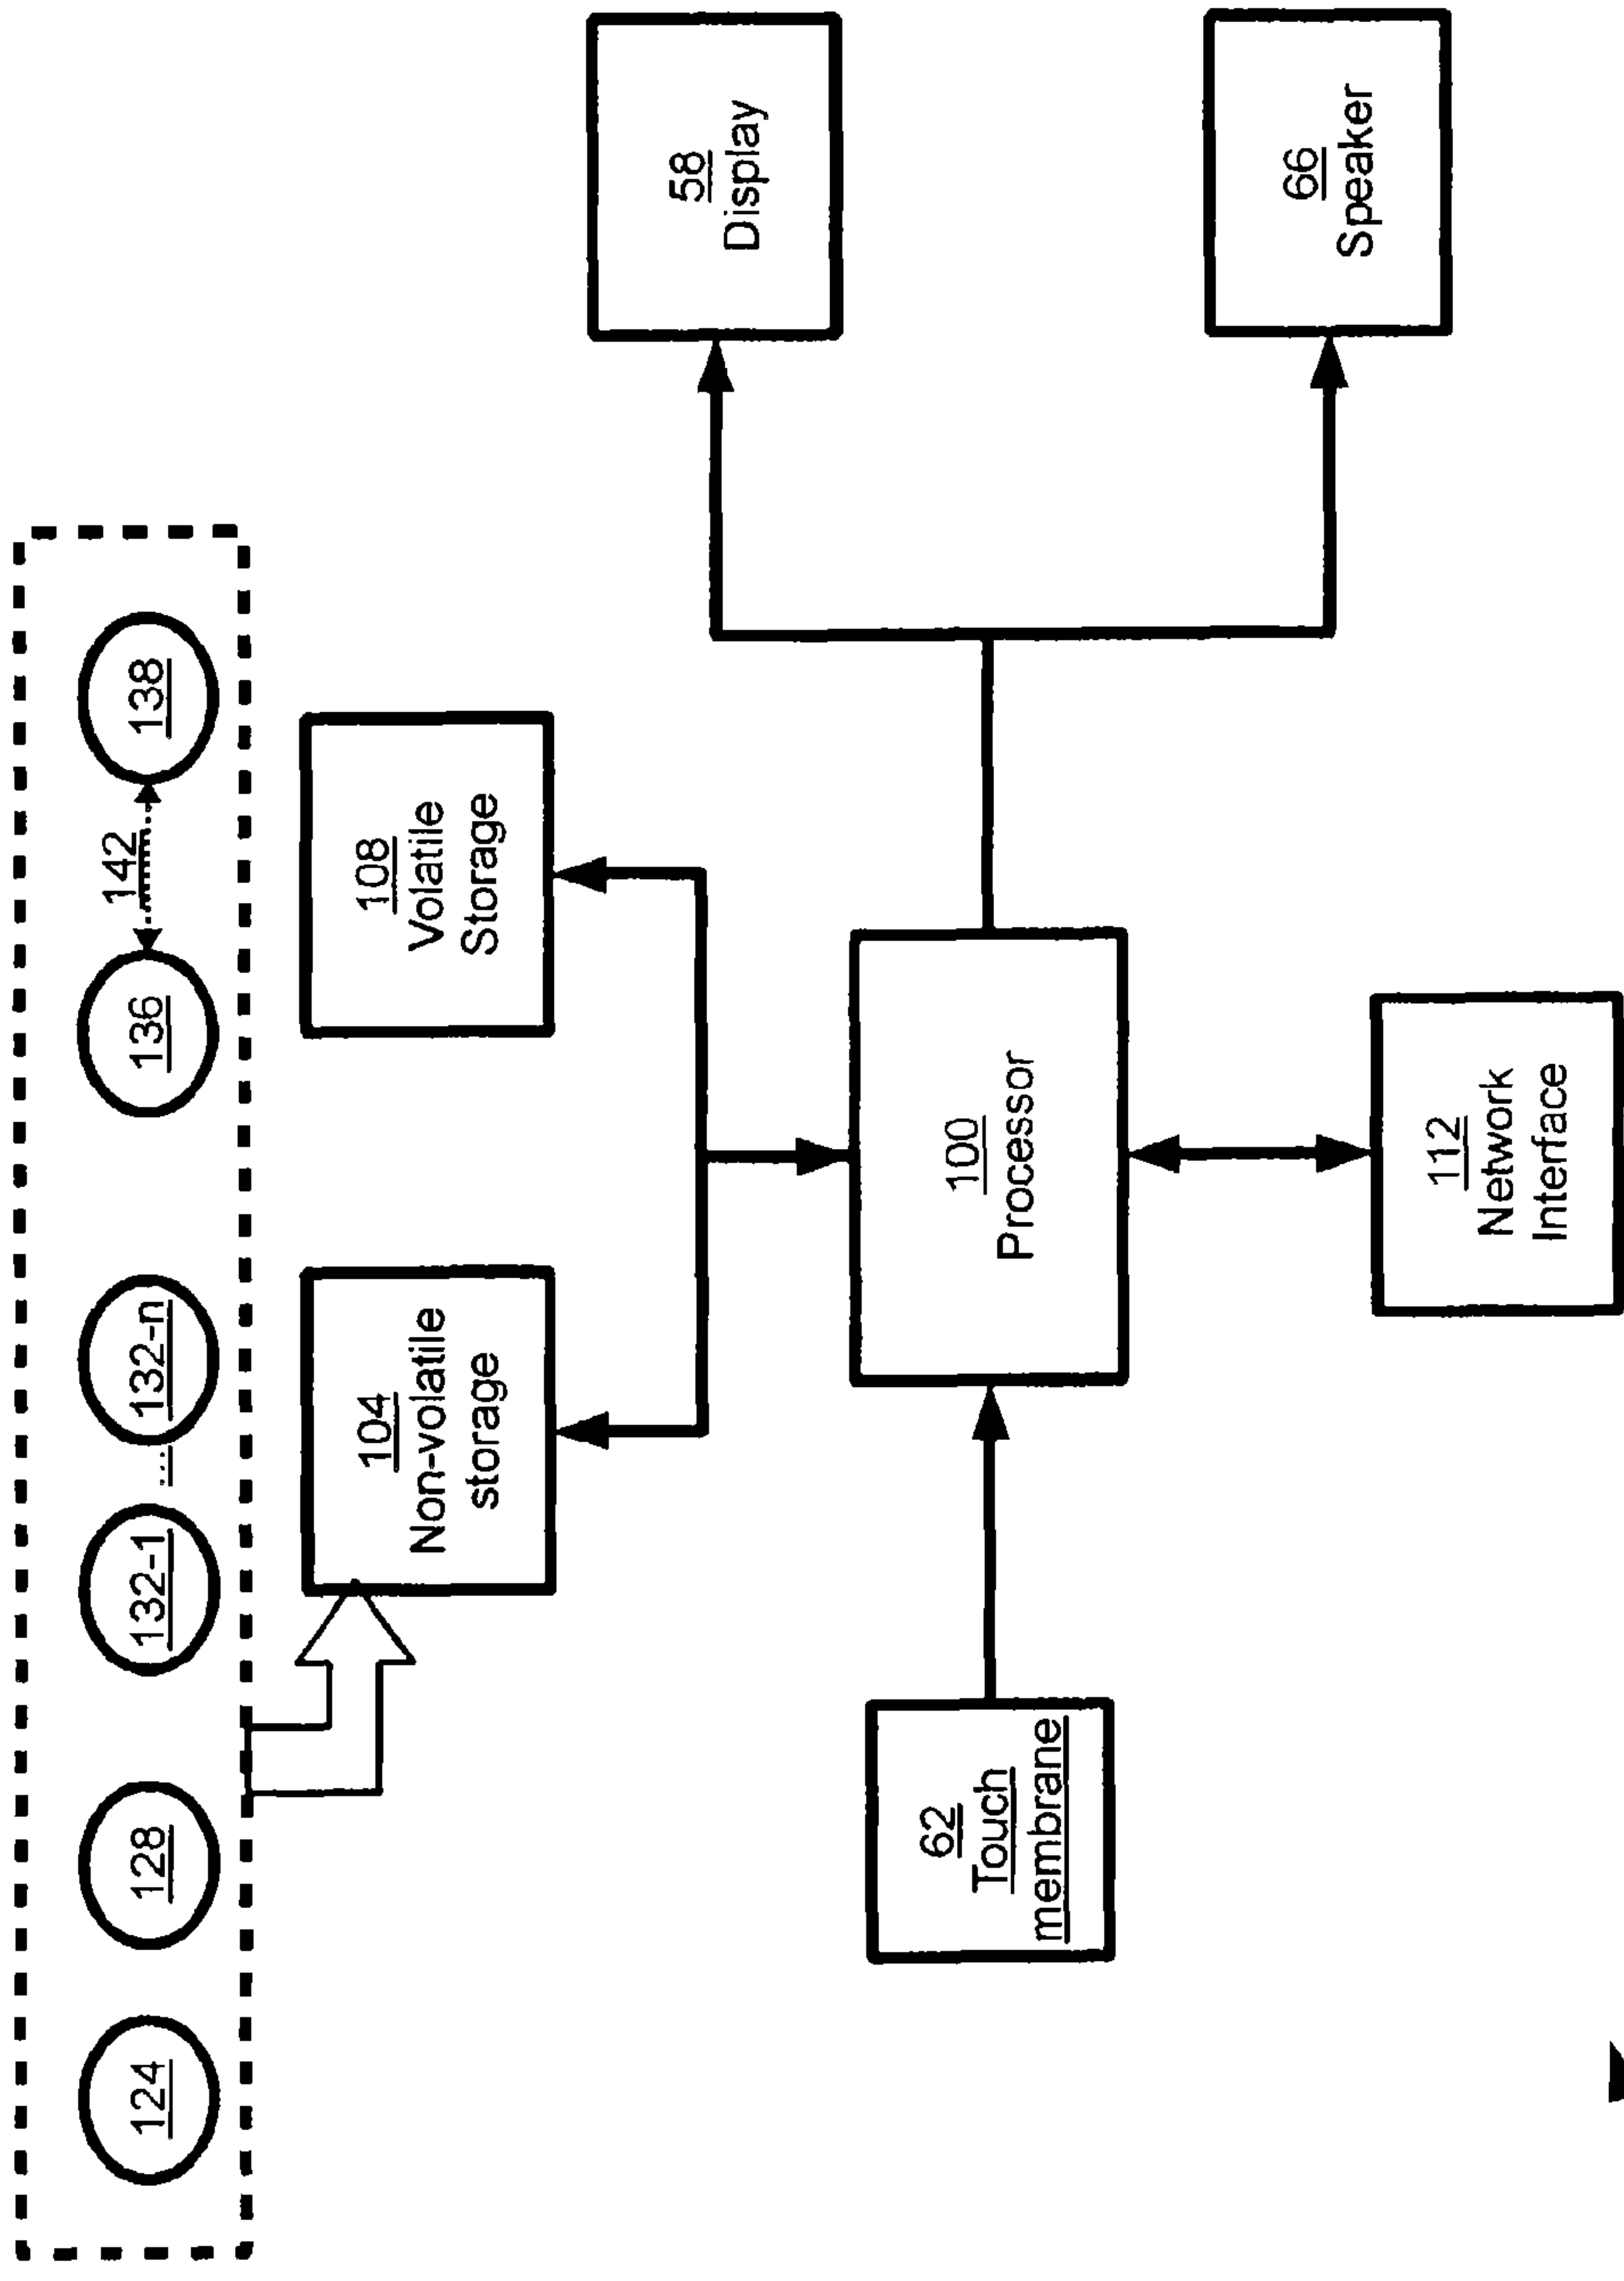 124
128
132-1
...
132-n
136
142
138
104
Non-volatile
storage
108
Volatile
Storage
58
Display
62
Touch
membrane
100
Processor
66
Speaker
112
Network
Interface